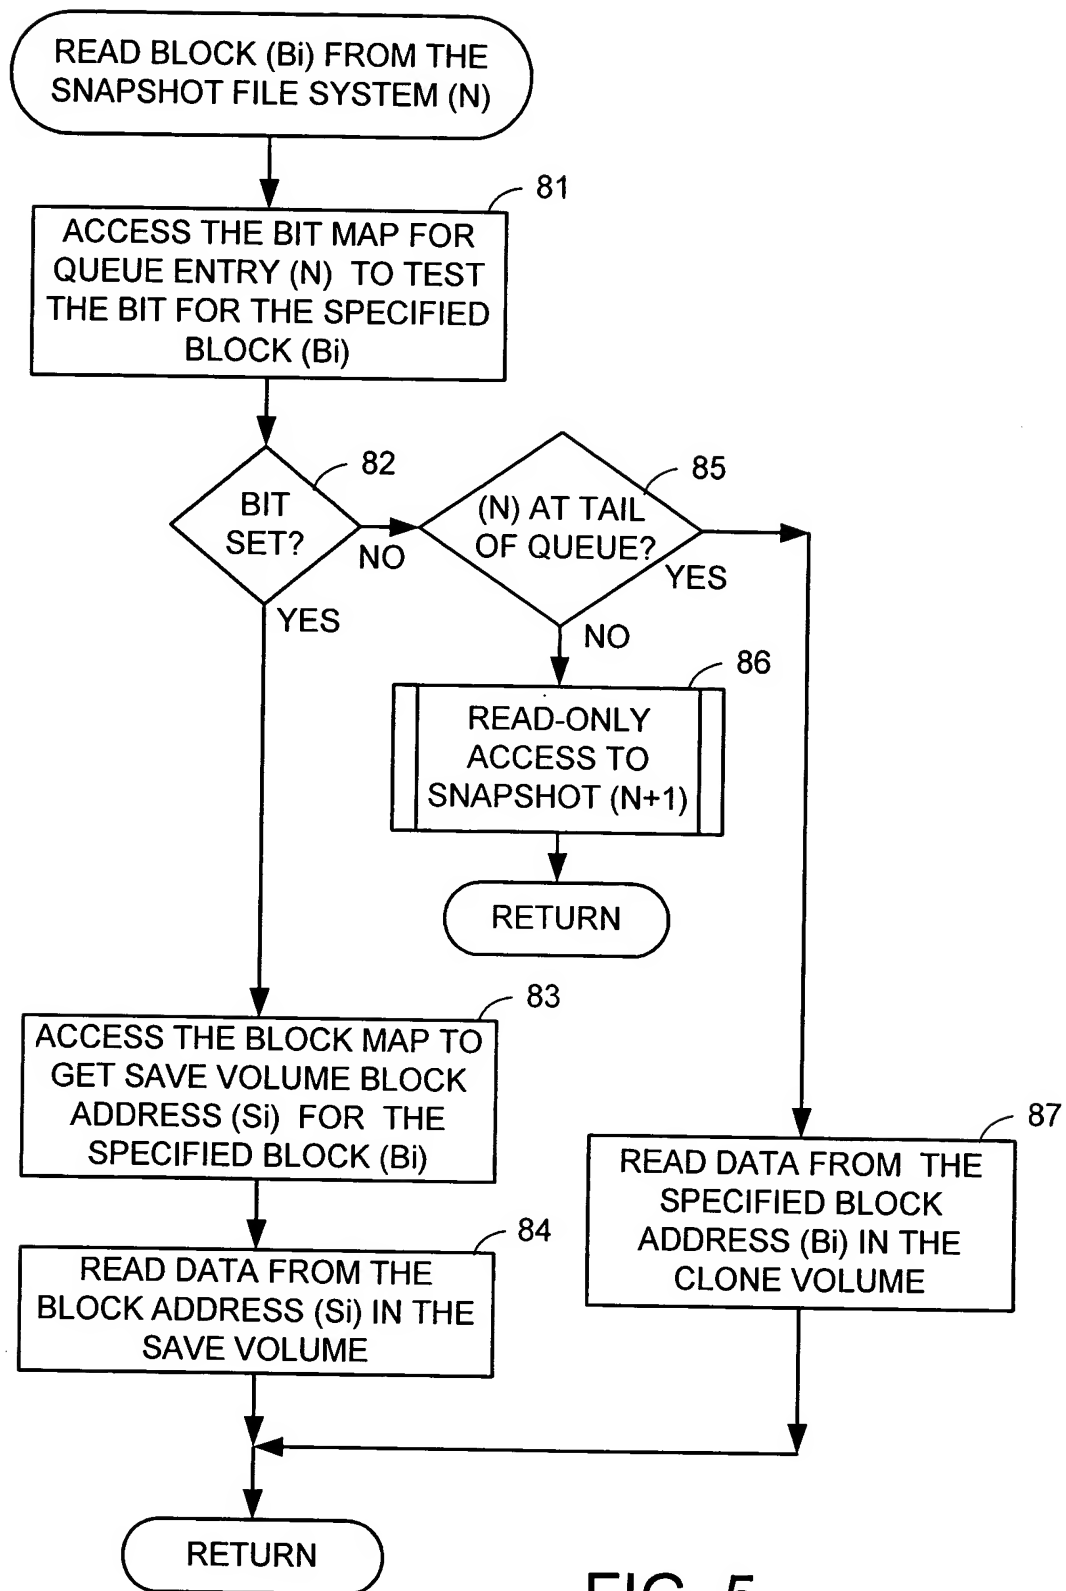 READ BLOCK (Bi) FROM THE
SNAPSHOT FILE SYSTEM (N)
81
ACCESS THE BIT MAP FOR
QUEUE ENTRY (N) TO TEST
THE BIT FOR THE SPECIFIED
BLOCK (Bi)
82
BIT
SET?
NO
YES
85
(N) AT TAIL
OF QUEUE?
YES
NO
86
READ-ONLY
ACCESS TO
SNAPSHOT (N+1)
RETURN
83
ACCESS THE BLOCK MAP TO
GET SAVE VOLUME BLOCK
ADDRESS (Si) FOR THE
SPECIFIED BLOCK (Bi)
84
READ DATA FROM THE
BLOCK ADDRESS (Si) IN THE
SAVE VOLUME
87
READ DATA FROM THE
SPECIFIED BLOCK
ADDRESS (Bi) IN THE
CLONE VOLUME
RETURN
FIG. 5